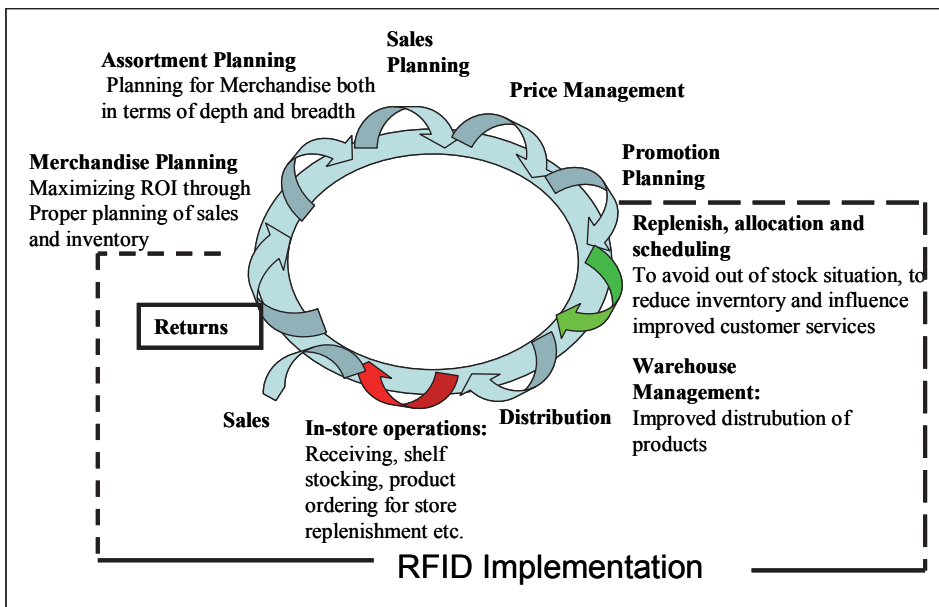 Sales
Planning
Assortment Planning
Planning for Merchandise both
in terms of depth and breadth
Price Management
Merchandise Planning
Maximizing ROI through
Proper planning of sales
and inventory
Promotion
Planning
Replenish, allocation and
scheduling
To avoid out of stock situation, to
reduce inverntory and influence
improved customer services
Returns
Warehouse
Management:
Improved distrubution of
products
Sales
In-store operations:
Receiving, shelf
stocking, product
ordering for store
replenishment etc.
Distribution
RFID Implementation